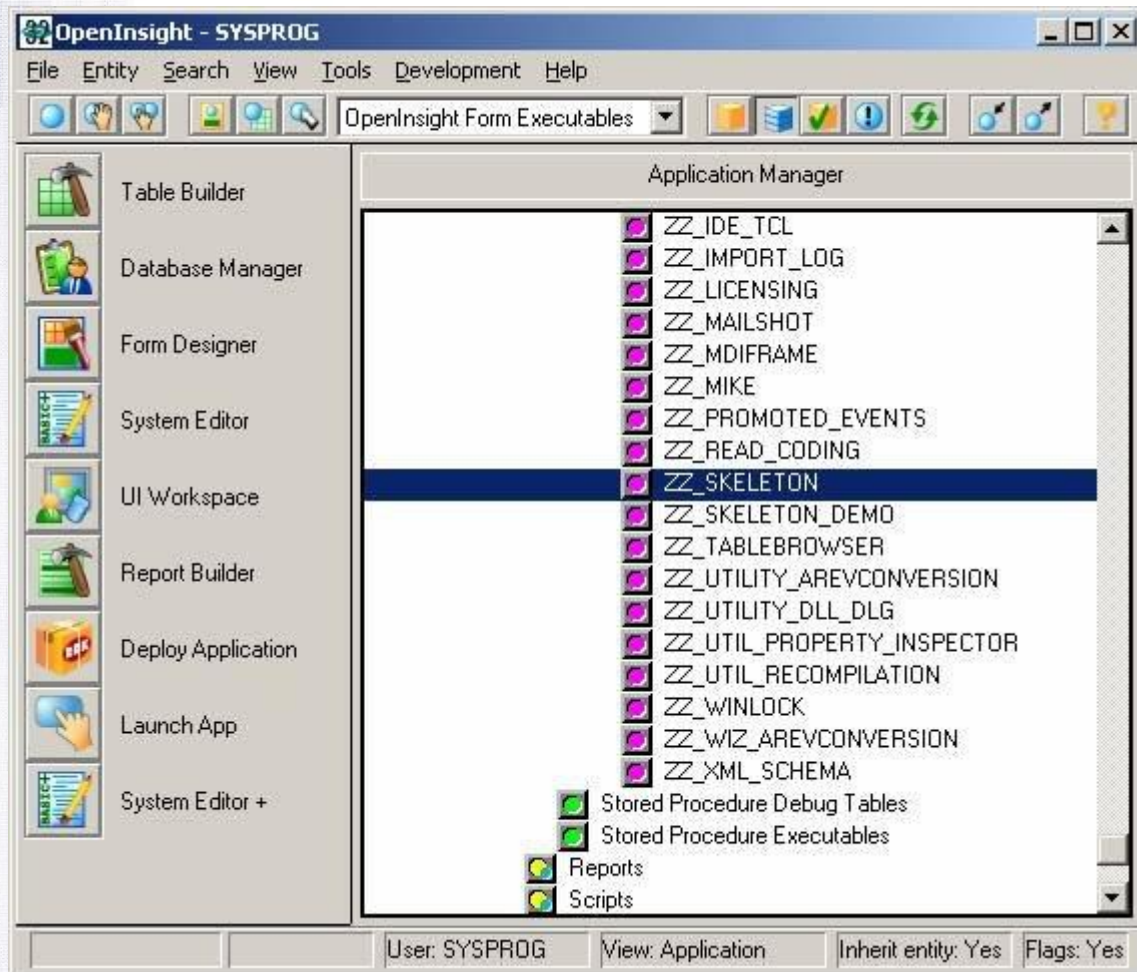 OpenInsight - SYSPROG
File Entity Search View Tools Development Help
OpenInsight Form Executables
Table Builder
Database Manager
Form Designer
BASIC+
System Editor
UI Workspace
Report Builder
Deploy Application
Launch App
BASIC+
System Editor +
Application Manager
ZZ_IDE_TCL
ZZ_IMPORT_LOG
ZZ_LICENSING
ZZ_MAILSHOT
ZZ_MDIFRAME
ZZ_MIKE
ZZ_PROMOTED_EVENTS
ZZ_READ_CODING
ZZ_SKELETON
ZZ_SKELETON_DEMO
ZZ_TABLEBROWSER
ZZ_UTILITY_AREVCONVERSION
ZZ_UTILITY_DLL_DLG
ZZ_UTIL_PROPERTY_INSPECTOR
ZZ_UTIL_RECOMPILATION
ZZ_WINLOCK
ZZ_WIZ_AREVCONVERSION
ZZ_XML_SCHEMA
Stored Procedure Debug Tables
Stored Procedure Executables
Reports
Scripts
User: SYSPROG View: Application Inherit entity: Yes Flags: Yes